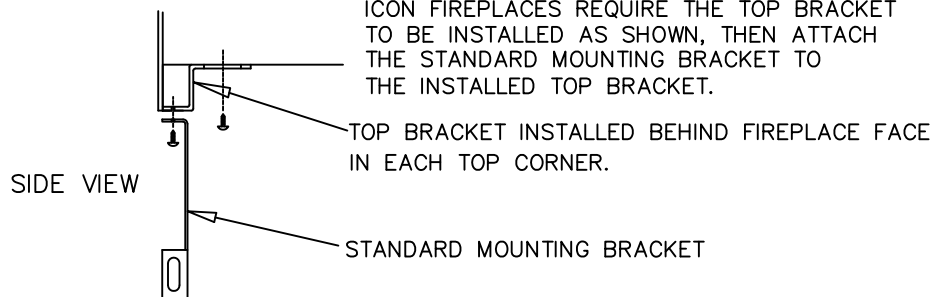 ICON FIREPLACES REQUIRE THE TOP BRACKET
TO BE INSTALLED AS SHOWN, THEN ATTACH
THE STANDARD MOUNTING BRACKET TO
THE INSTALLED TOP BRACKET.
TOP BRACKET INSTALLED BEHIND FIREPLACE FACE
IN EACH TOP CORNER.
SIDE VIEW
STANDARD MOUNTING BRACKET